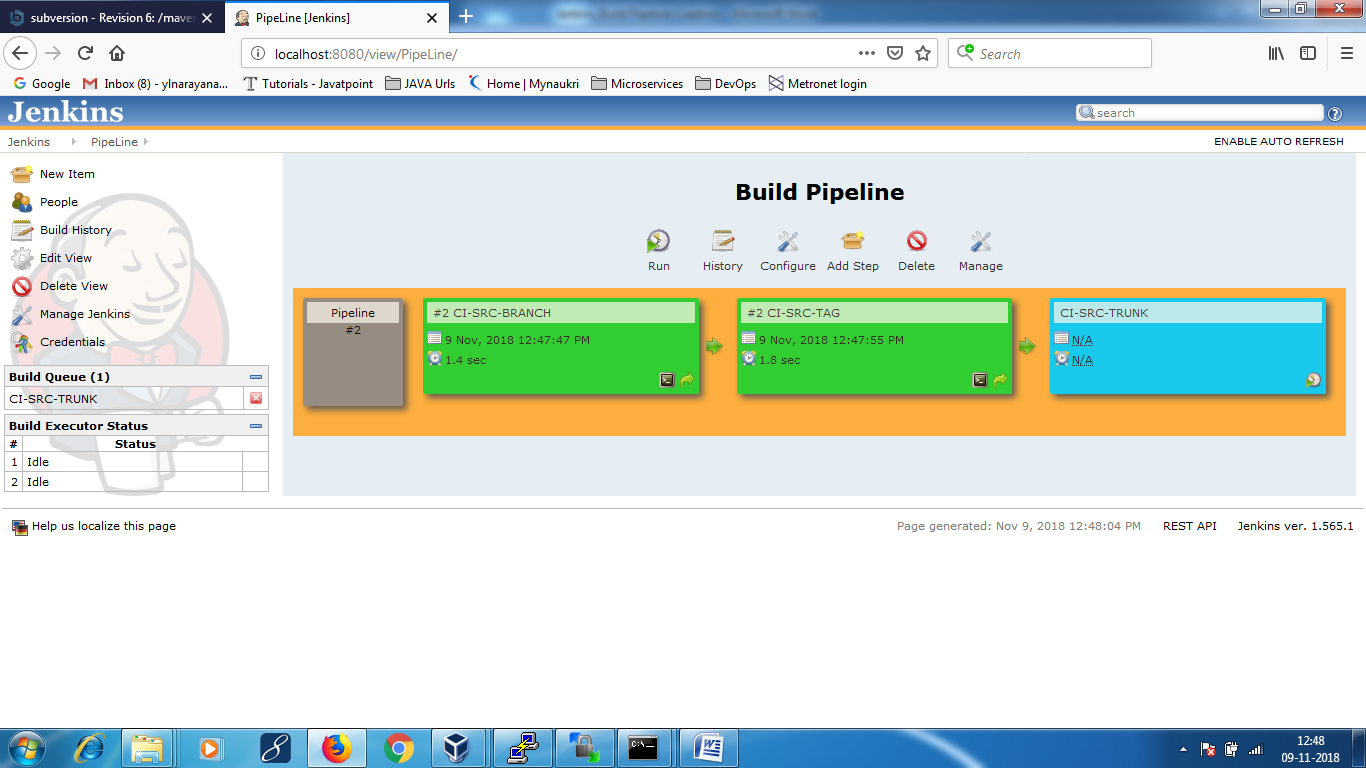 subversion - Revision 6: /maven
PipeLine [Jenkins]
localhost:8080/view/PipeLine/
Search
Google
Inbox (8) - ylnarayana...
Tutorials - Javatpoint
JAVA Urls
Home | Mynaukri
Microservices
DevOps
Metronet login
Jenkins
search
Jenkins
PipeLine
ENABLE AUTO REFRESH
New Item
People
Build History
Edit View
Delete View
Manage Jenkins
Credentials
Build Queue (1)
CI-SRC-TRUNK
Build Executor Status
# Status
1 Idle
2 Idle
Build Pipeline
Run
History
Configure
Add Step
Delete
Manage
Pipeline
#2
#2 CI-SRC-BRANCH
9 Nov, 2018 12:47:47 PM
1.4 sec
#2 CI-SRC-TAG
9 Nov, 2018 12:47:55 PM
1.8 sec
CI-SRC-TRUNK
N/A
N/A
Help us localize this page
Page generated: Nov 9, 2018 12:48:04 PM
REST API
Jenkins ver. 1.565.1
12:48
09-11-2018